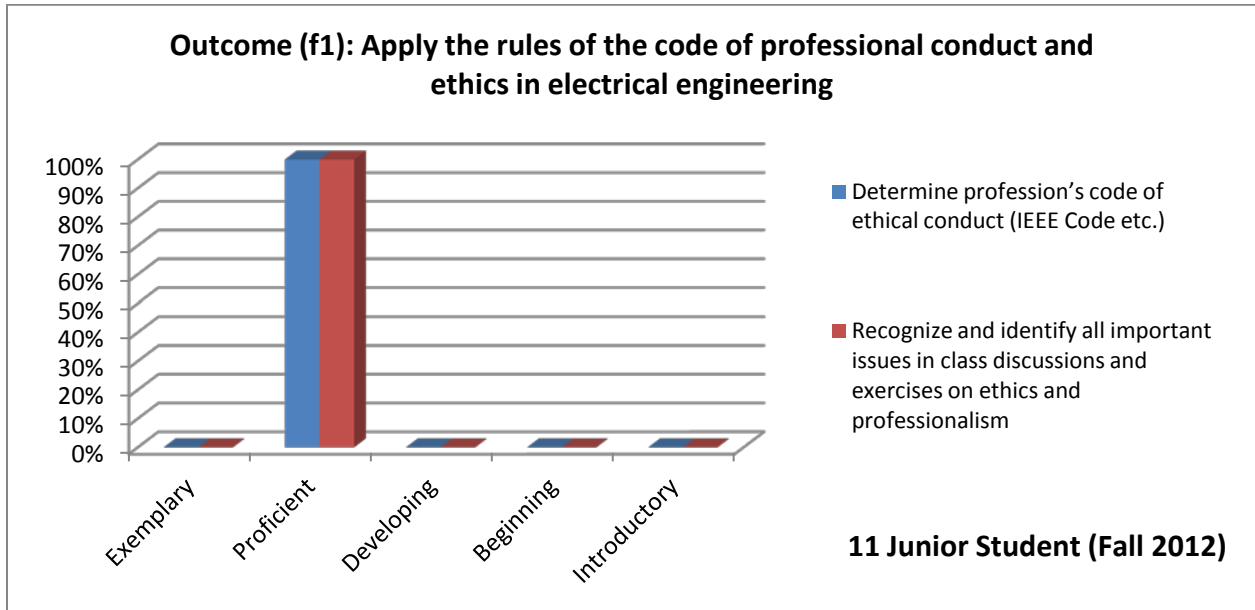 Outcome (f1): Apply the rules of the code of professional conduct and
ethics in electrical engineering
100%
90%
80%
70%
60%
50%
40%
30%
20%
10%
0%
Exemplary
Proficient
Developing
Beginning
Introductory
Determine profession’s code of
ethical conduct (IEEE Code etc.)
Recognize and identify all important
issues in class discussions and
exercises on ethics and
professionalism
11 Junior Student (Fall 2012)